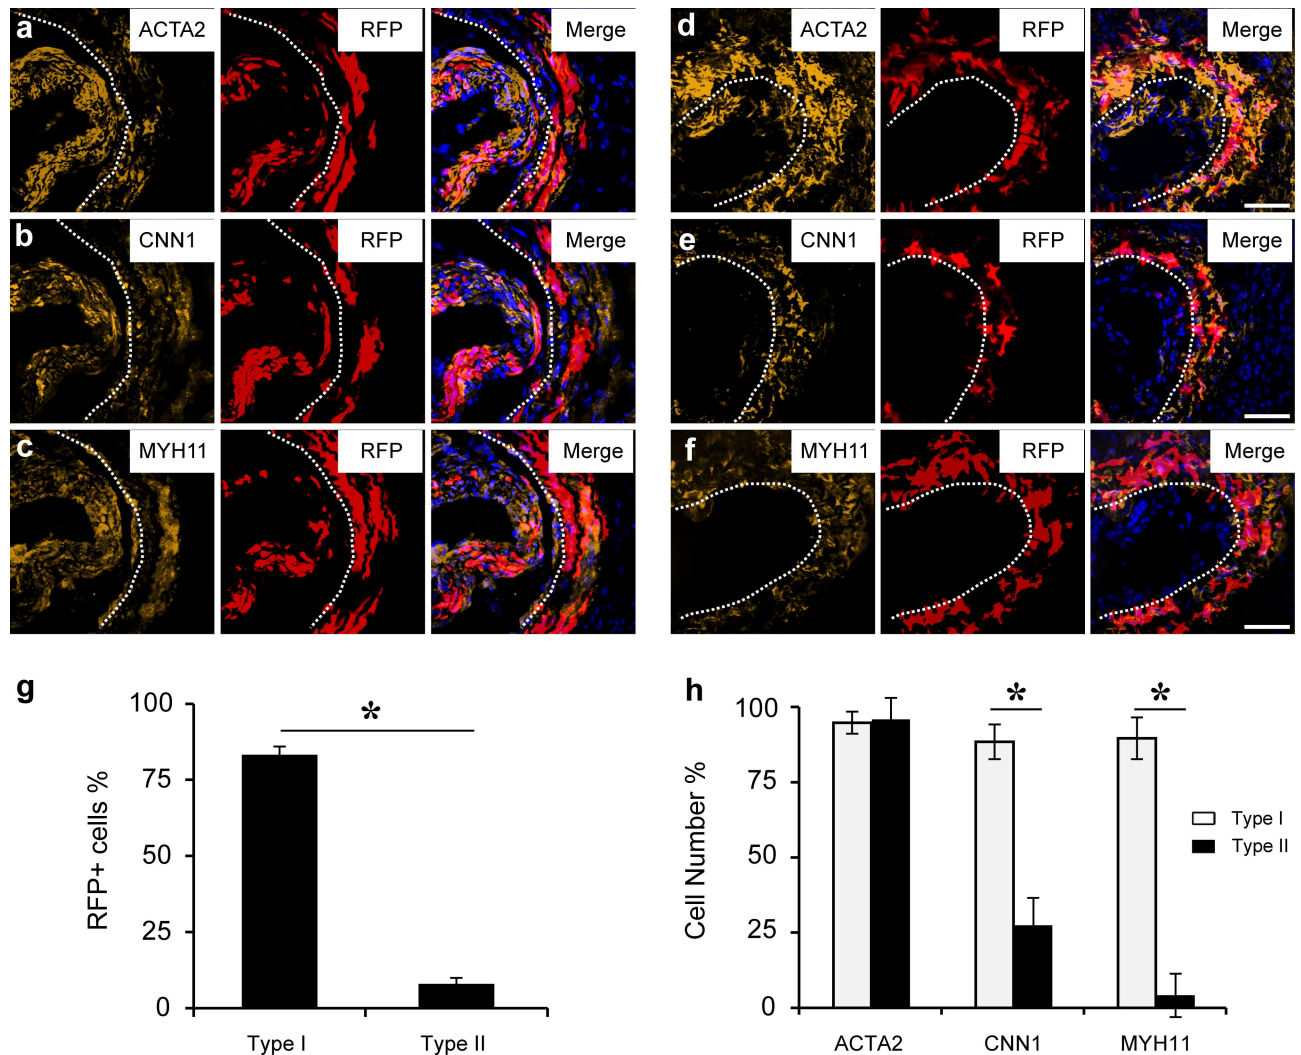 a ACTA2 RFP Merge d ACTA2 RFP Merge
b CNN1 RFP Merge e CNN1 RFP Merge
c MYH11 RFP Merge f MYH11 RFP Merge
g
100
75
50
25
0
RFP+ cells %
*
Type I Type II
h
100
75
50
25
0
Cell Number %
* *
Type I
Type II
ACTA2 CNN1 MYH11